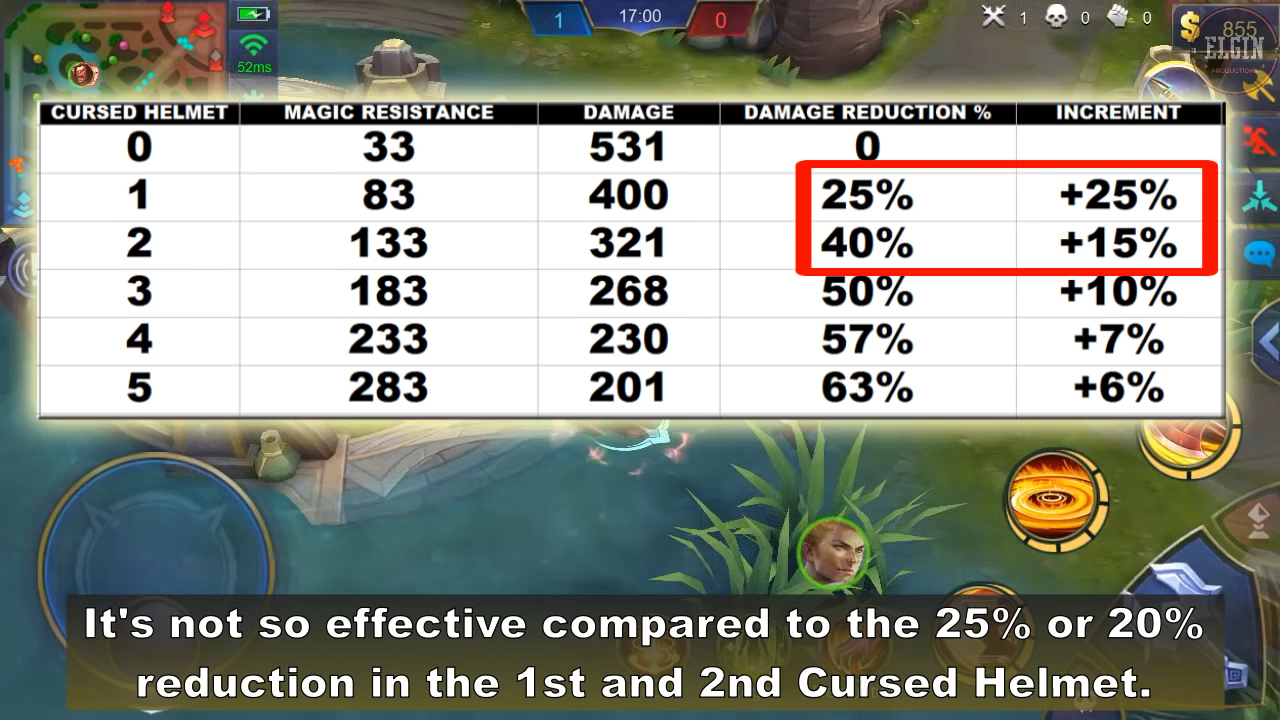 1 17:00 0 1 0 0 855
52ms
ELGIN
PRODUCTIONS
CURSED HELMET MAGIC RESISTANCE DAMAGE DAMAGE REDUCTION % INCREMENT
0 33 531 0
1 83 400 25% +25%
2 133 321 40% +15%
3 183 268 50% +10%
4 233 230 57% +7%
5 283 201 63% +6%
It's not so effective compared to the 25% or 20%
reduction in the 1st and 2nd Cursed Helmet.